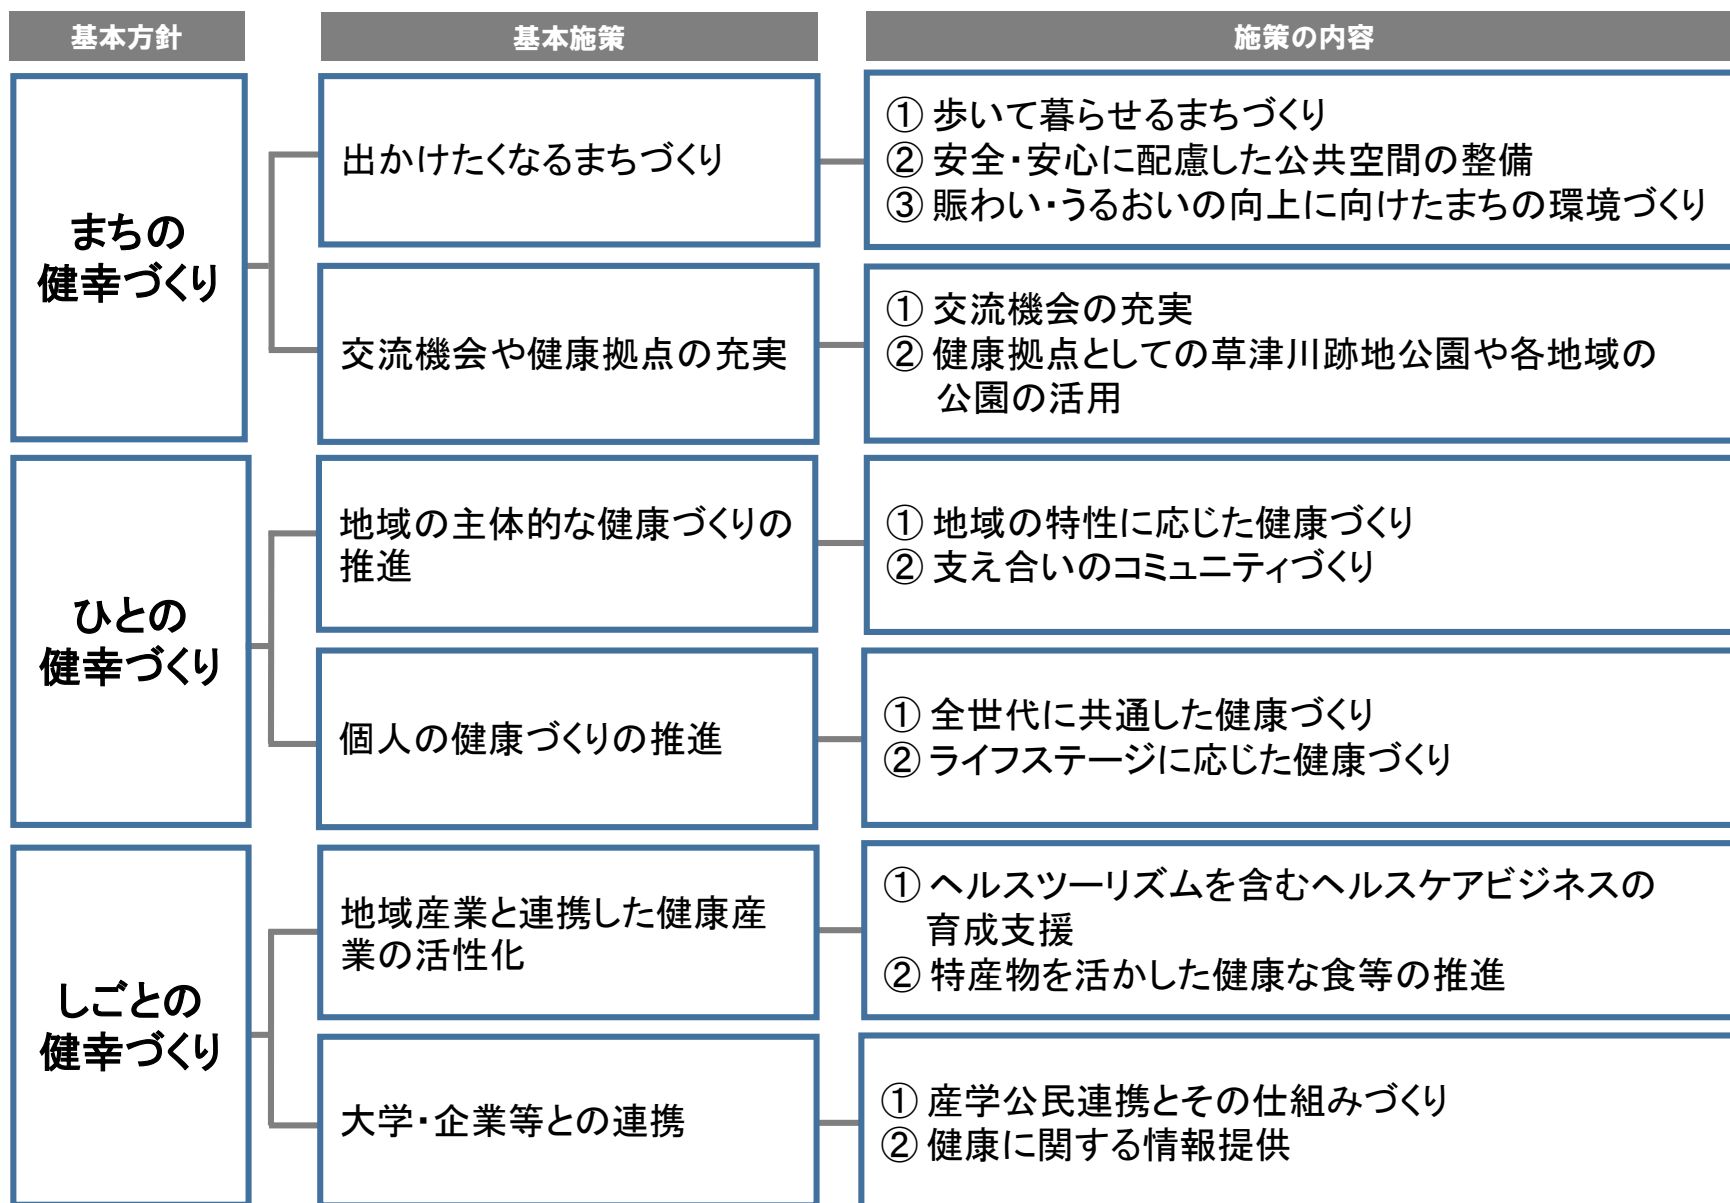 基本方針
基本施策
施策の内容
まちの
健幸づくり
出かけたくなるまちづくり
① 歩いて暮らせるまちづくり
② 安全・安心に配慮した公共空間の整備
③ 賑わい・うるおいの向上に向けたまちの環境づくり
交流機会や健康拠点の充実
① 交流機会の充実
② 健康拠点としての草津川跡地公園や各地域の
公園の活用
ひとの
健幸づくり
地域の主体的な健康づくりの
推進
① 地域の特性に応じた健康づくり
② 支え合いのコミュニティづくり
個人の健康づくりの推進
① 全世代に共通した健康づくり
② ライフステージに応じた健康づくり
しごとの
健幸づくり
地域産業と連携した健康産
業の活性化
① ヘルスツーリズムを含むヘルスケアビジネスの
育成支援
② 特産物を活かした健康な食等の推進
大学・企業等との連携
① 産学公民連携とその仕組みづくり
② 健康に関する情報提供